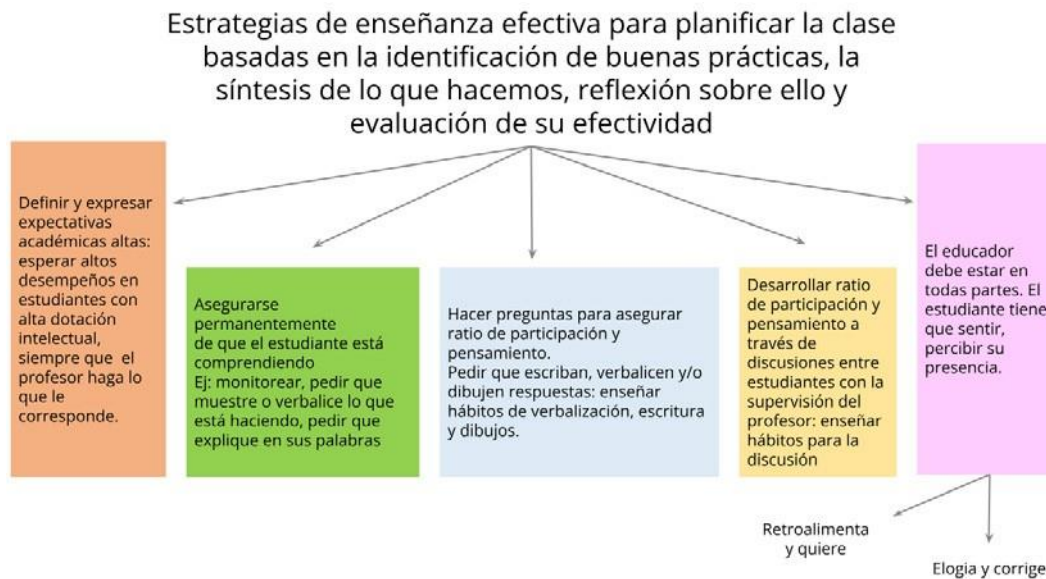 Estrategias de enseñanza efectiva para planificar la clase
basadas en la identificación de buenas prácticas, la
síntesis de lo que hacemos, reflexión sobre ello y
evaluación de su efectividad
Definir y expresar
expectativas
académicas altas:
esperar altos
desempeños en
estudiantes con
alta dotación
intelectual,
siempre que el
profesor haga lo
que le
corresponde.
Asegurarse
permanentemente
de que el estudiante está
comprendiendo
Ej: monitorear, pedir que
muestre o verbalice lo que
está haciendo, pedir que
explique en sus palabras
Hacer preguntas para asegurar
ratio de participación y
pensamiento.
Pedir que escriban, verbalicen y/o
dibujen respuestas: enseñar
hábitos de verbalización, escritura
y dibujos.
Desarrollar ratio
de participación y
pensamiento a
través de
discusiones entre
estudiantes con la
supervisión del
profesor: enseñar
hábitos para la
discusión
El educador
debe estar en
todas partes. El
estudiante tiene
que sentir,
percibir su
presencia.
Retroalimenta
y quiere
Elogia y corrige